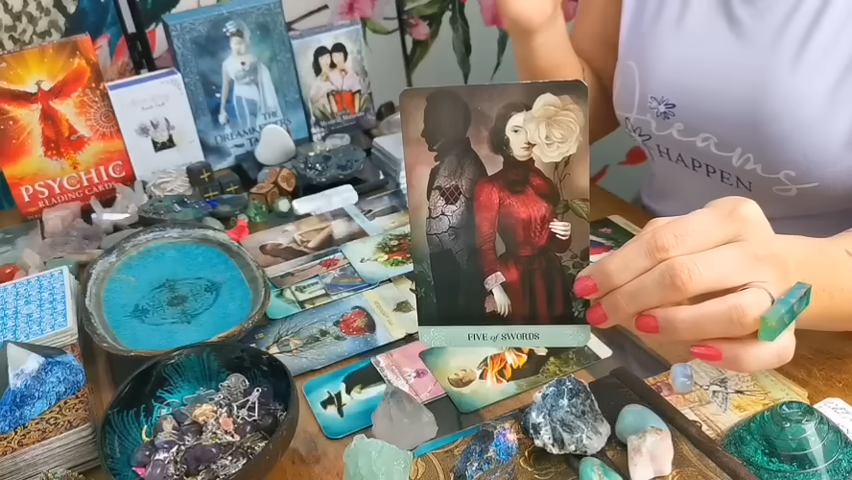 PSYCHIC
READING CARDS
THE
DREAMKEEPERS
TAROT
dreams
HAPPEN
FIVE OF SWORDS